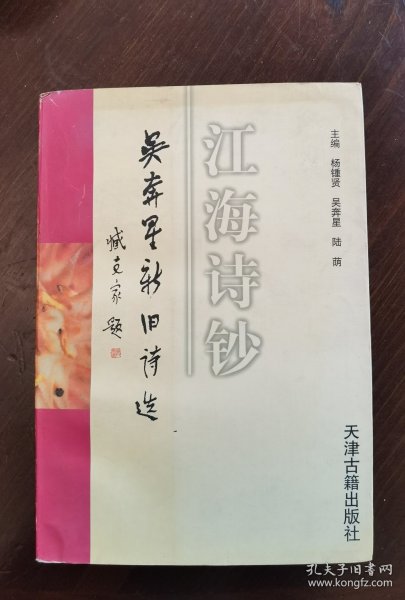 主编 杨锺贤 吴奔星 陆荫
江海诗钞
吴奔星新旧诗选
臧克家题
天津古籍出版社
孔夫子旧书网
www.kongfz.com